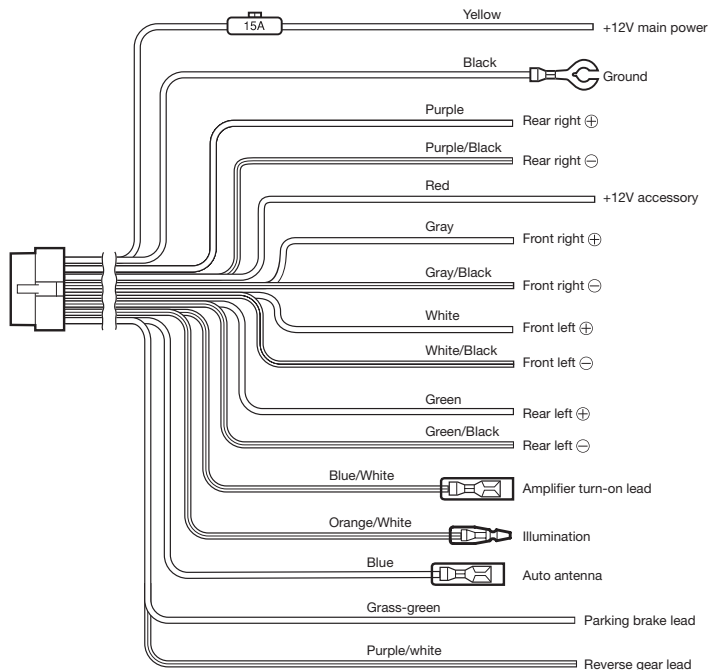 Yellow
15A
+12V main power
Black
Ground
Purple
Rear right ⊕
Purple/Black
Rear right ⊖
Red
+12V accessory
Gray
Front right ⊕
Gray/Black
Front right ⊖
White
Front left ⊕
White/Black
Front left ⊖
Green
Rear left ⊕
Green/Black
Rear left ⊖
Blue/White
Amplifier turn-on lead
Orange/White
Illumination
Blue
Auto antenna
Grass-green
Parking brake lead
Purple/white
Reverse gear lead